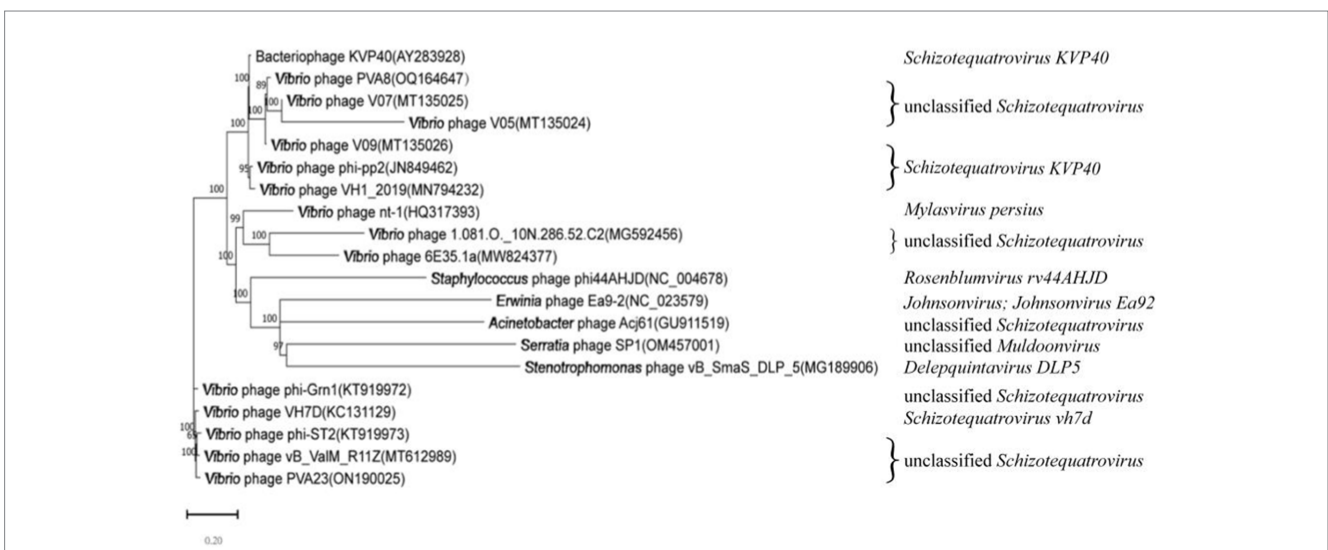 Bacteriophage KVP40(AY283928) Schizotequatrovirus KVP40
100 Vibrio phage PVA8(OQ164647)
89
100 Vibrio phage V07(MT135025) } unclassified Schizotequatrovirus
100
100 Vibrio phage V05(MT135024)
Vibrio phage V09(MT135026)
95 Vibrio phage phi-pp2(JN849462) } Schizotequatrovirus KVP40
100 Vibrio phage VH1_2019(MN794232)
99 Vibrio phage nt-1(HQ317393) Mylasvirus persius
100 Vibrio phage 1.081.O._10N.286.52.C2(MG592456) } unclassified Schizotequatrovirus
100 Vibrio phage 6E35.1a(MW824377)
Staphylococcus phage phi44AHJD(NC_004678) Rosenblumvirus rv44AHJD
100 Erwinia phage Ea9-2(NC_023579) Johnsonvirus; Johnsonvirus Ea92
100 Acinetobacter phage Acj61(GU911519) unclassified Schizotequatrovirus
97 Serratia phage SP1(OM457001) unclassified Muldoonvirus
Stenotrophomonas phage vB_SmaS_DLP_5(MG189906) Delepquintavirus DLP5
Vibrio phage phi-Grn1(KT919972) unclassified Schizotequatrovirus
Vibrio phage VH7D(KC131129) Schizotequatrovirus vh7d
100 Vibrio phage phi-ST2(KT919973)
100 Vibrio phage vB_ValM_R11Z(MT612989) } unclassified Schizotequatrovirus
Vibrio phage PVA23(ON190025)
0.20